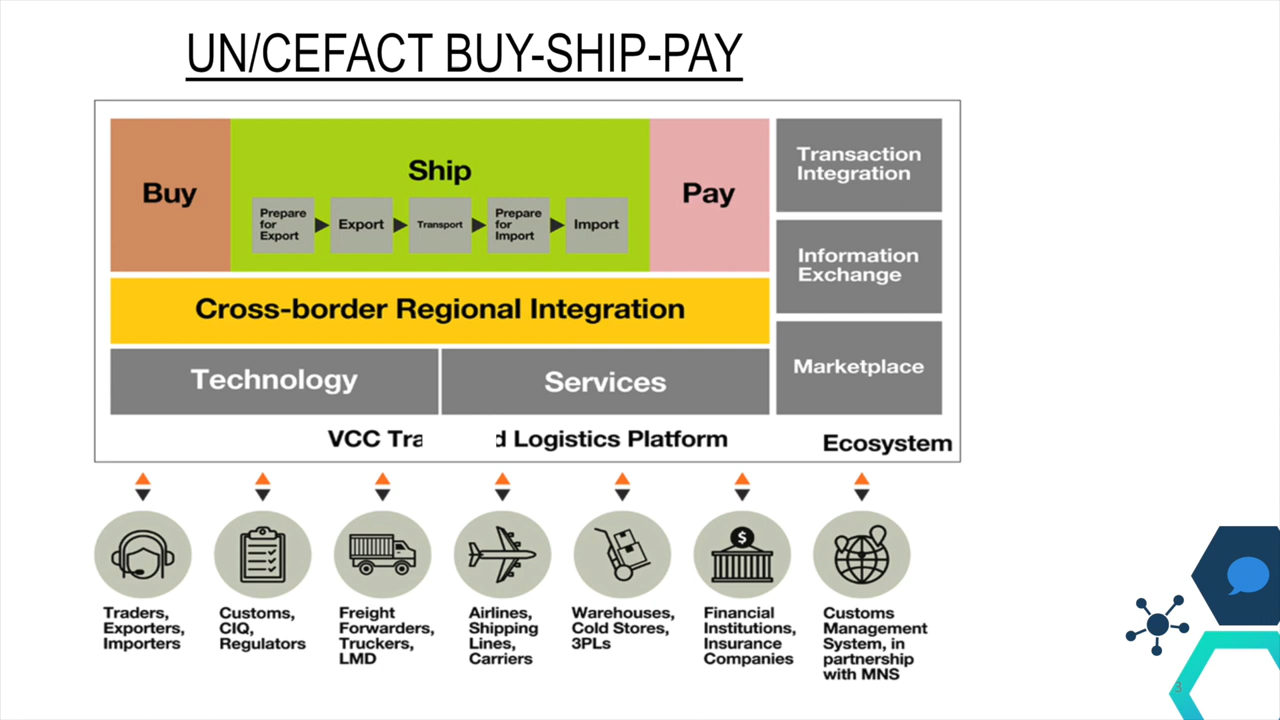 UN/CEFACT BUY-SHIP-PAY
Buy
Ship
Prepare
for
Export
Export
Transport
Prepare
for
Import
Import
Pay
Transaction
Integration
Information
Exchange
Marketplace
Cross-border Regional Integration
Technology
Services
VCC
Logistics Platform
Ecosystem
Traders,
Exporters,
Importers
Customs,
CIQ,
Regulators
Freight
Forwarders,
Truckers,
LMD
Airlines,
Shipping
Lines,
Carriers
Warehouses,
Cold Stores,
3PLs
Financial
Institutions,
Insurance
Companies
Customs
Management
System, in
partnership
with MNS
$
3